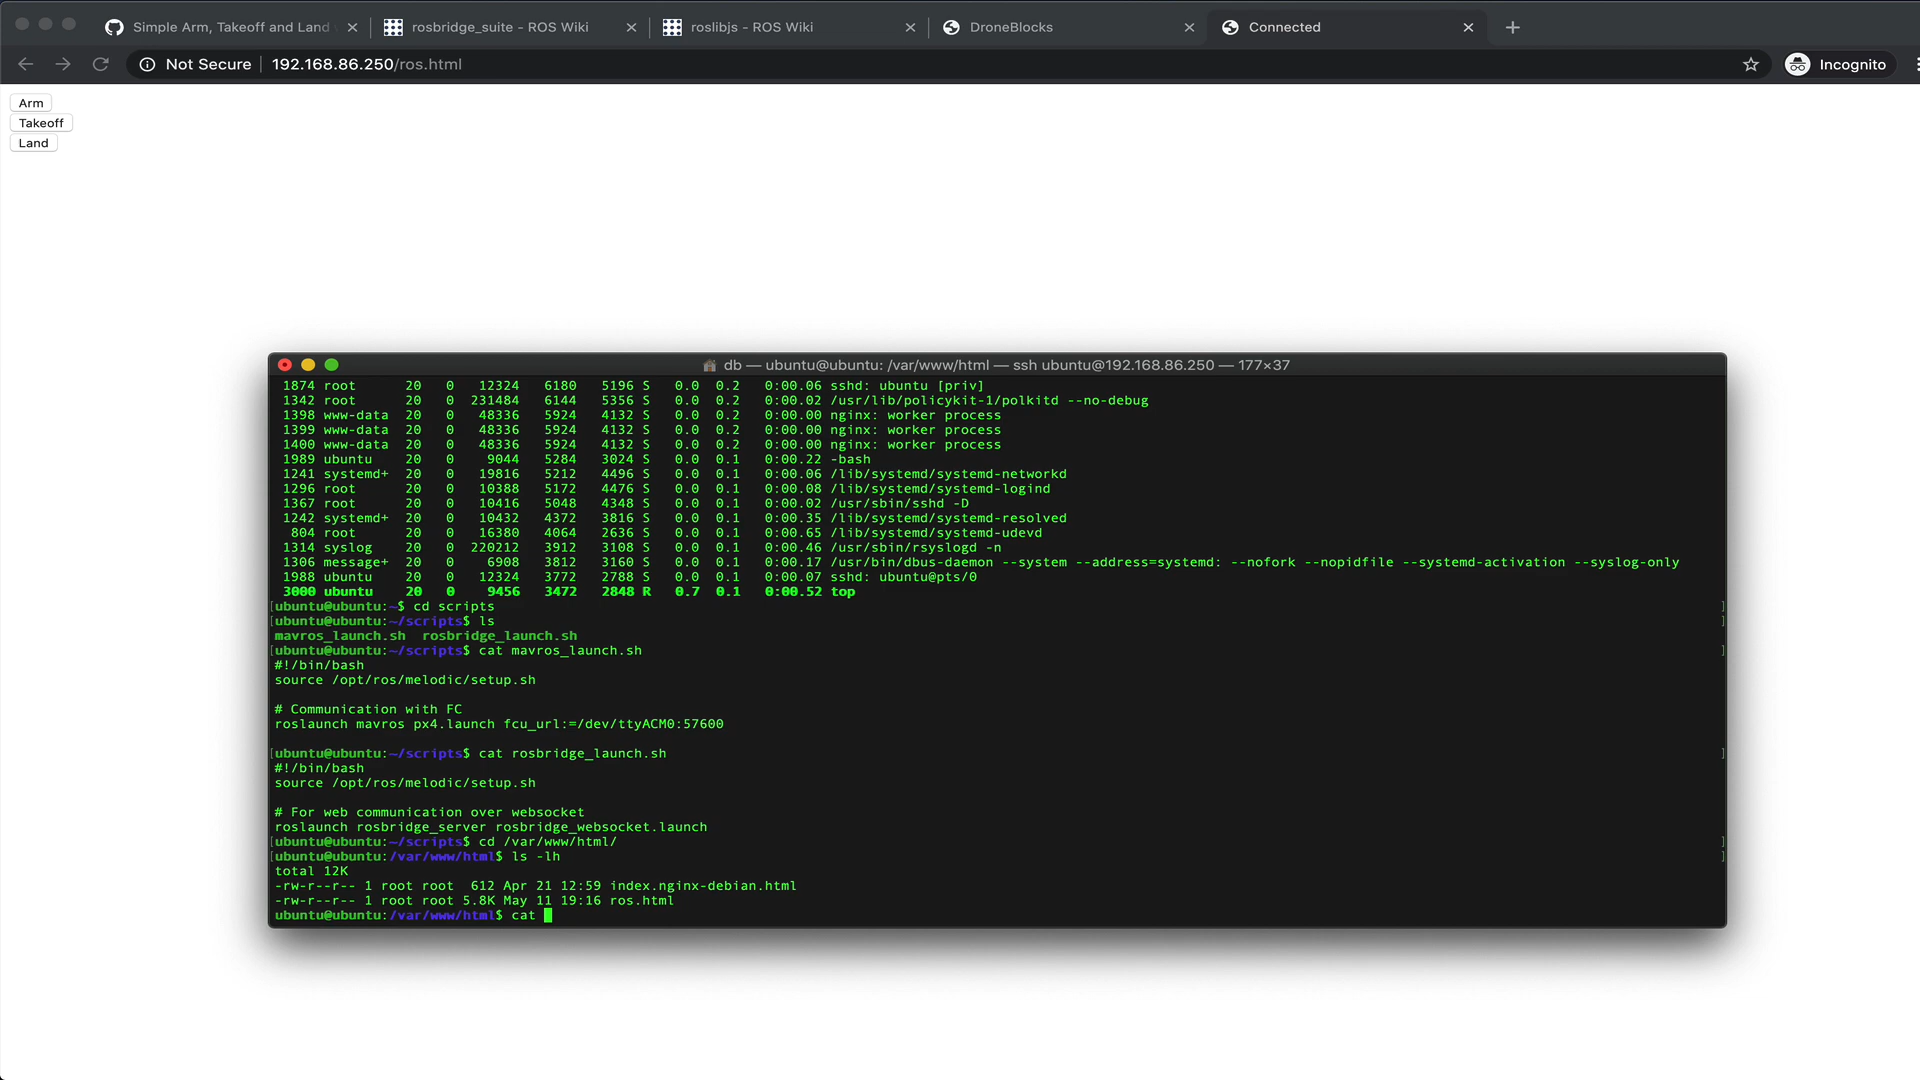 Simple Arm, Takeoff and Land
rosbridge_suite - ROS Wiki
roslibjs - ROS Wiki
DroneBlocks
Connected
Not Secure
192.168.86.250/ros.html
Incognito
Arm
Takeoff
Land
db — ubuntu@ubuntu: /var/www/html — ssh ubuntu@192.168.86.250 — 177×37
1874 root 20 0 12324 6180 5196 S 0.0 0.2 0:00.06 sshd: ubuntu [priv]
1342 root 20 0 231484 6144 5356 S 0.0 0.2 0:00.02 /usr/lib/policykit-1/polkitd --no-debug
1398 www-data 20 0 48336 5924 4132 S 0.0 0.2 0:00.00 nginx: worker process
1399 www-data 20 0 48336 5924 4132 S 0.0 0.2 0:00.00 nginx: worker process
1400 www-data 20 0 48336 5924 4132 S 0.0 0.2 0:00.00 nginx: worker process
1989 ubuntu 20 0 9044 5284 3024 S 0.0 0.1 0:00.22 -bash
1241 systemd+ 20 0 19816 5212 4496 S 0.0 0.1 0:00.06 /lib/systemd/systemd-networkd
1296 root 20 0 10388 5172 4476 S 0.0 0.1 0:00.08 /lib/systemd/systemd-logind
1367 root 20 0 10416 5048 4348 S 0.0 0.1 0:00.02 /usr/sbin/sshd -D
1242 systemd+ 20 0 10432 4372 3816 S 0.0 0.1 0:00.35 /lib/systemd/systemd-resolved
804 root 20 0 16380 4064 2636 S 0.0 0.1 0:00.65 /lib/systemd/systemd-udevd
1314 syslog 20 0 220212 3912 3108 S 0.0 0.1 0:00.46 /usr/sbin/rsyslogd -n
1306 message+ 20 0 6908 3812 3160 S 0.0 0.1 0:00.17 /usr/bin/dbus-daemon --system --address=systemd: --nofork --nopidfile --systemd-activation --syslog-only
1988 ubuntu 20 0 12324 3772 2788 S 0.0 0.1 0:00.07 sshd: ubuntu@pts/0
3000 ubuntu 20 0 9456 3472 2848 R 0.7 0.1 0:00.52 top
[ubuntu@ubuntu:~$ cd scripts ]
[ubuntu@ubuntu:~/scripts$ ls ]
mavros_launch.sh rosbridge_launch.sh
[ubuntu@ubuntu:~/scripts$ cat mavros_launch.sh ]
#!/bin/bash
source /opt/ros/melodic/setup.sh
# Communication with FC
roslaunch mavros px4.launch fcu_url:=/dev/ttyACM0:57600
[ubuntu@ubuntu:~/scripts$ cat rosbridge_launch.sh ]
#!/bin/bash
source /opt/ros/melodic/setup.sh
# For web communication over websocket
roslaunch rosbridge_server rosbridge_websocket.launch
[ubuntu@ubuntu:~/scripts$ cd /var/www/html/ ]
[ubuntu@ubuntu:/var/www/html$ ls -lh ]
total 12K
-rw-r--r-- 1 root root 612 Apr 21 12:59 index.nginx-debian.html
-rw-r--r-- 1 root root 5.8K May 11 19:16 ros.html
ubuntu@ubuntu:/var/www/html$ cat